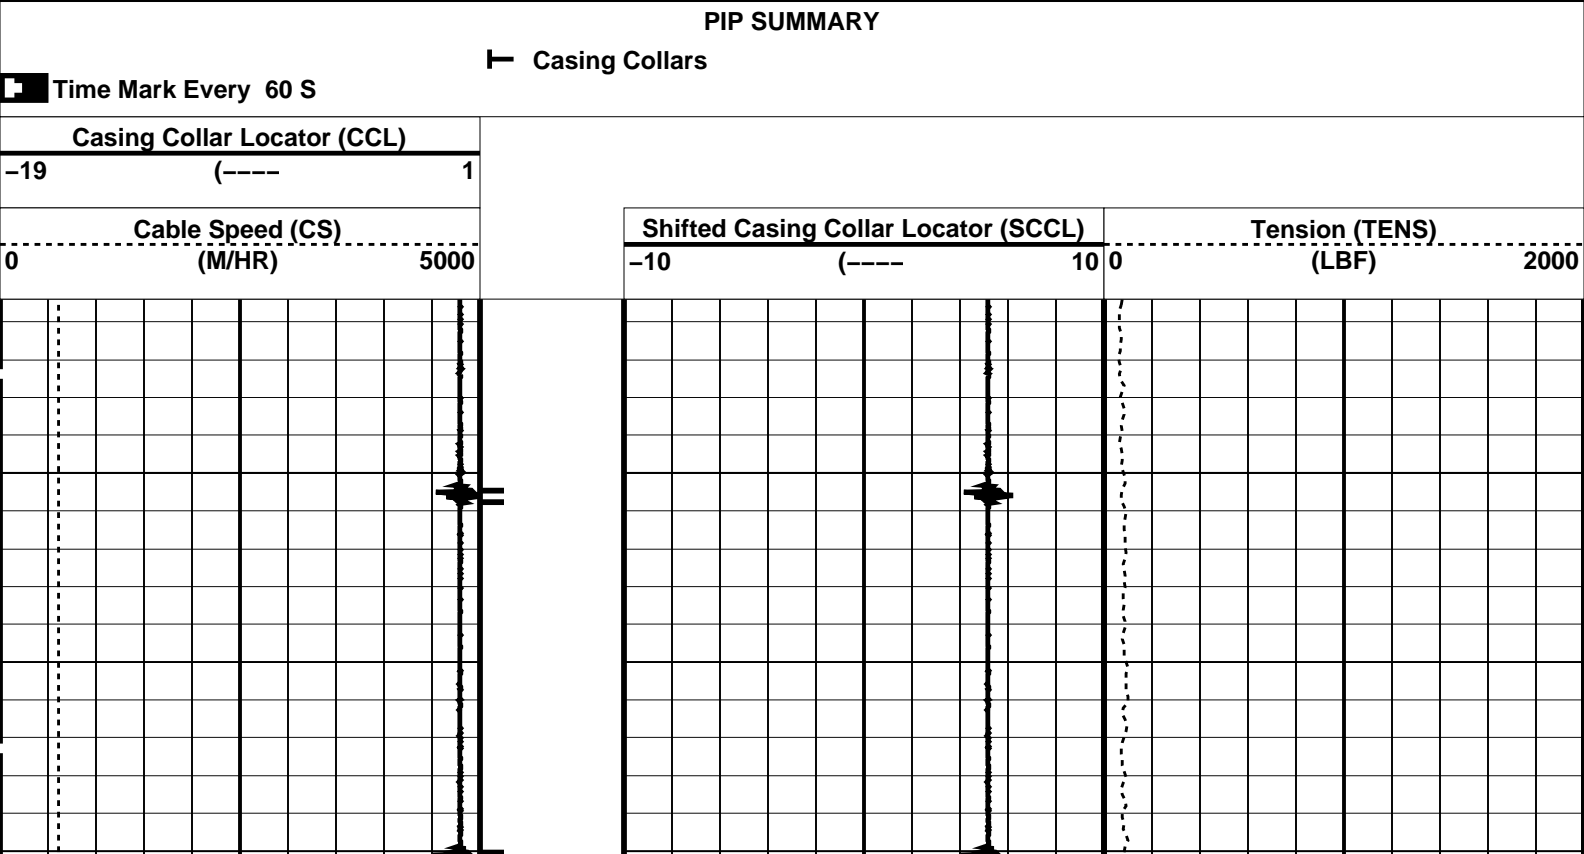 PIP SUMMARY
Casing Collars
Time Mark Every 60 S
Casing Collar Locator (CCL)
−19 (−−−− 1
Cable Speed (CS)
0 (M/HR) 5000
Shifted Casing Collar Locator (SCCL)
−10 (−−−− 10
Tension (TENS)
0 (LBF) 2000